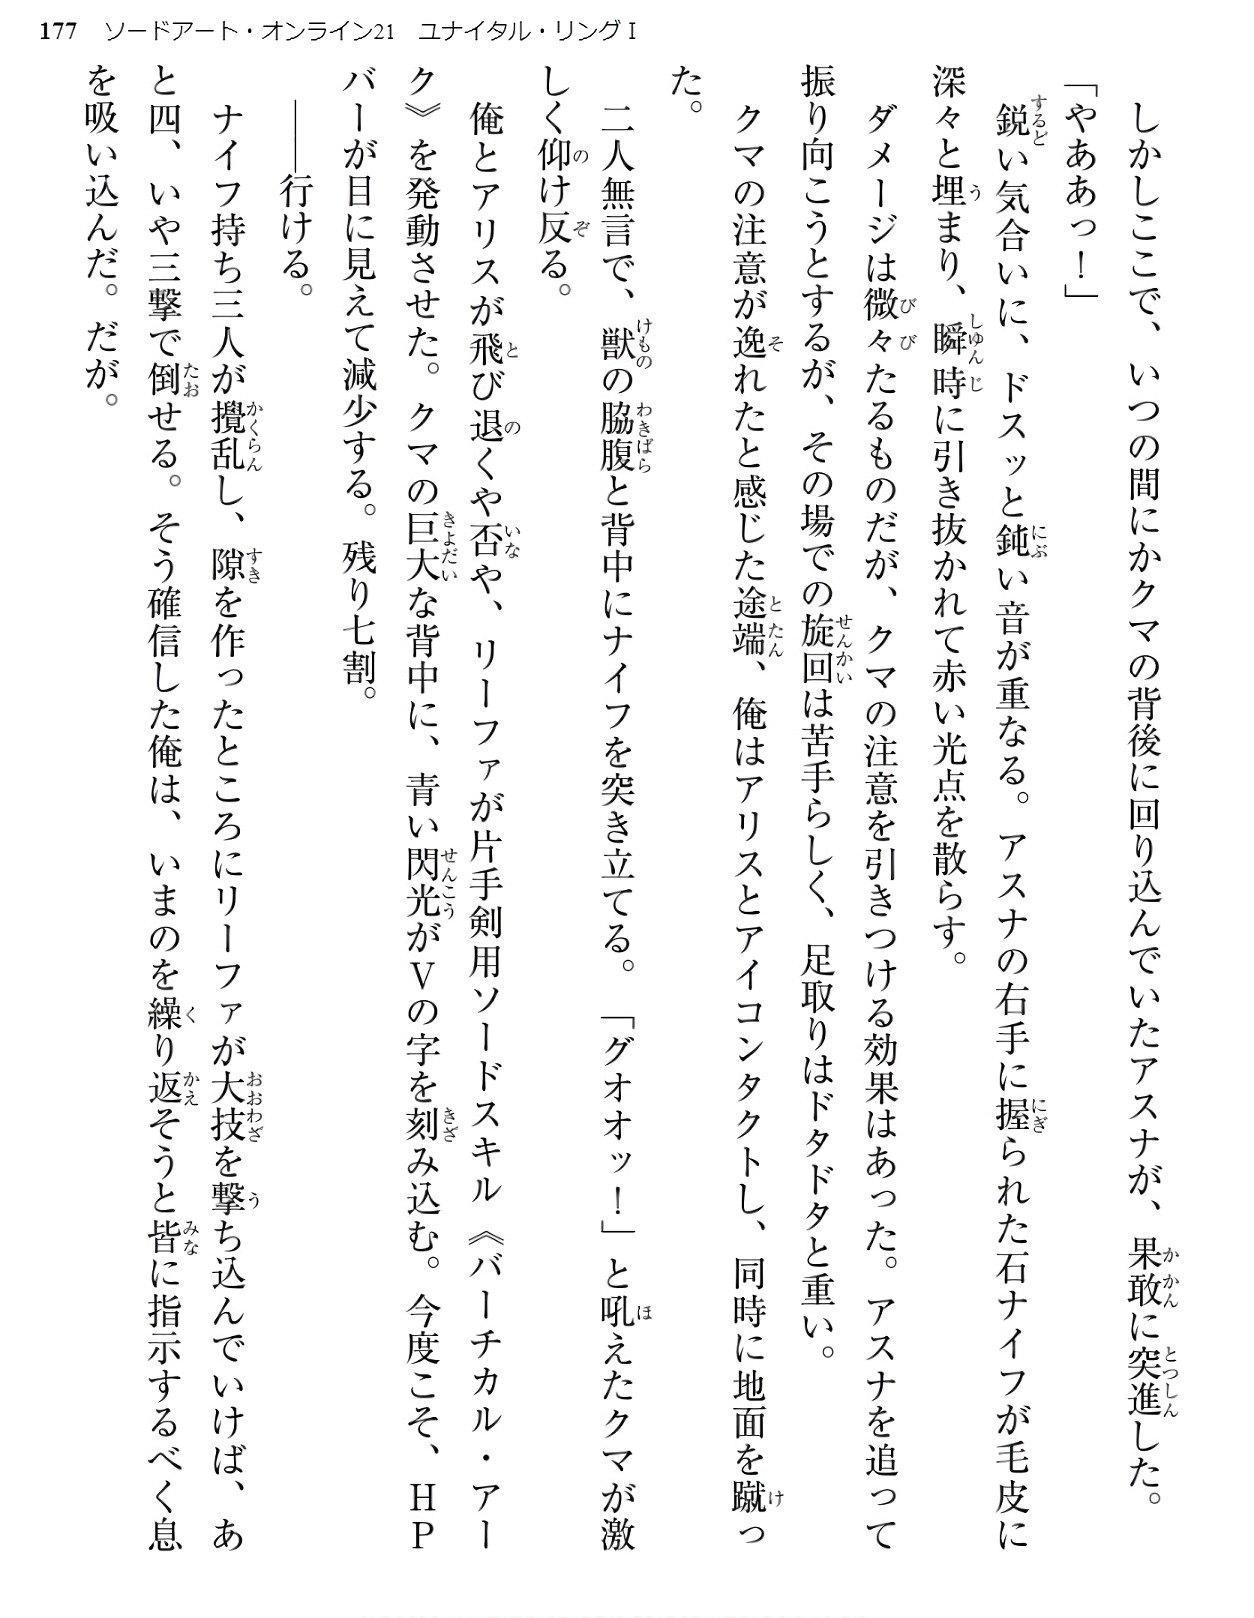 177 ソードアート・オンライン21 ユナイタル・リングⅠ
しかしここで、いつの間にかクマの背後に回り込んでいたアスナが、果敢に突進した。
「やああっ！」
鋭い気合いに、ドスッと鈍い音が重なる。アスナの右手に握られた石ナイフが毛皮に
深々と埋まり、瞬時に引き抜かれて赤い光点を散らす。
ダメージは微々たるものだが、クマの注意を引きつける効果はあった。アスナを追って
振り向こうとするが、その場での旋回は苦手らしく、足取りはドタドタと重い。
クマの注意が逸れたと感じた途端、俺はアリスとアイコンタクトし、同時に地面を蹴っ
た。
二人無言で、獣の脇腹と背中にナイフを突き立てる。「グオオッ！」と吼えたクマが激
しく仰け反る。
俺とアリスが飛び退くや否や、リーファが片手剣用ソードスキル《バーチカル・アー
ク》を発動させた。クマの巨大な背中に、青い閃光がＶの字を刻み込む。今度こそ、ＨＰ
バーが目に見えて減少する。残り七割。
――行ける。
ナイフ持ち三人が攪乱し、隙を作ったところにリーファが大技を撃ち込んでいけば、あ
と四、いや三撃で倒せる。そう確信した俺は、いまのを繰り返そうと皆に指示するべく息
を吸い込んだ。だが。